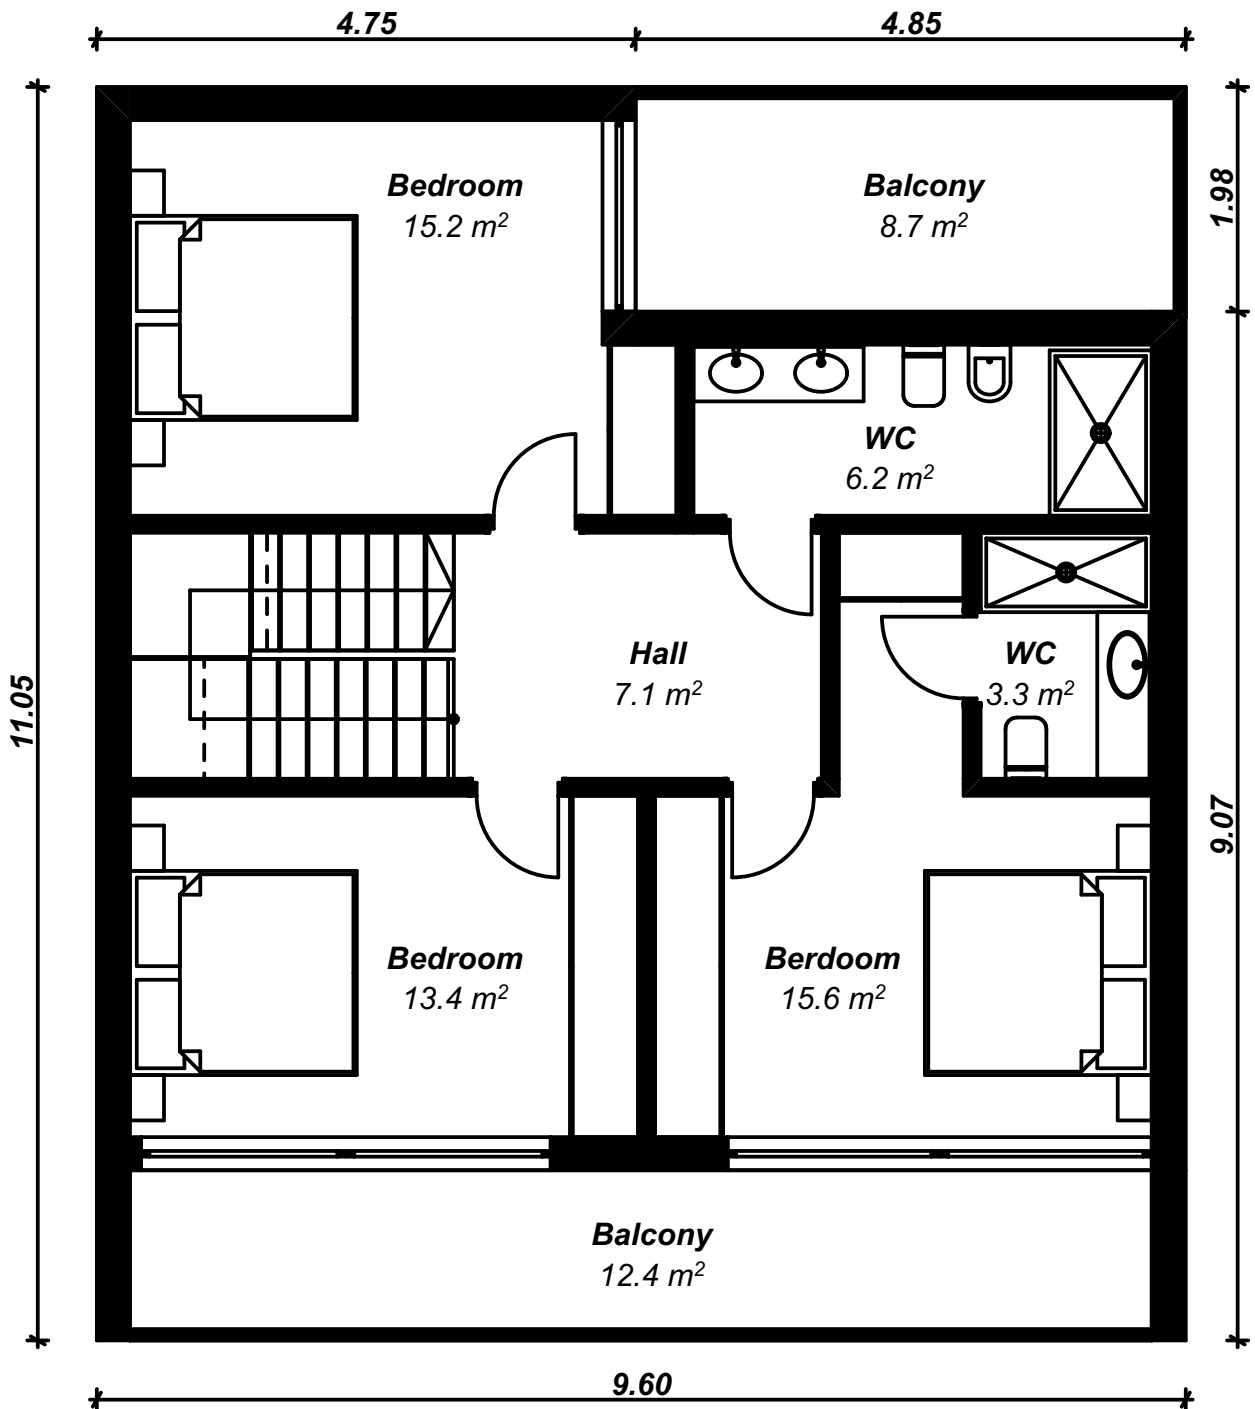 4.75
4.85
Bedroom
15.2 m²
Balcony
8.7 m²
1.98
WC
6.2 m²
Hall
7.1 m²
WC
3.3 m²
11.05
9.07
Bedroom
13.4 m²
Berdoom
15.6 m²
Balcony
12.4 m²
9.60